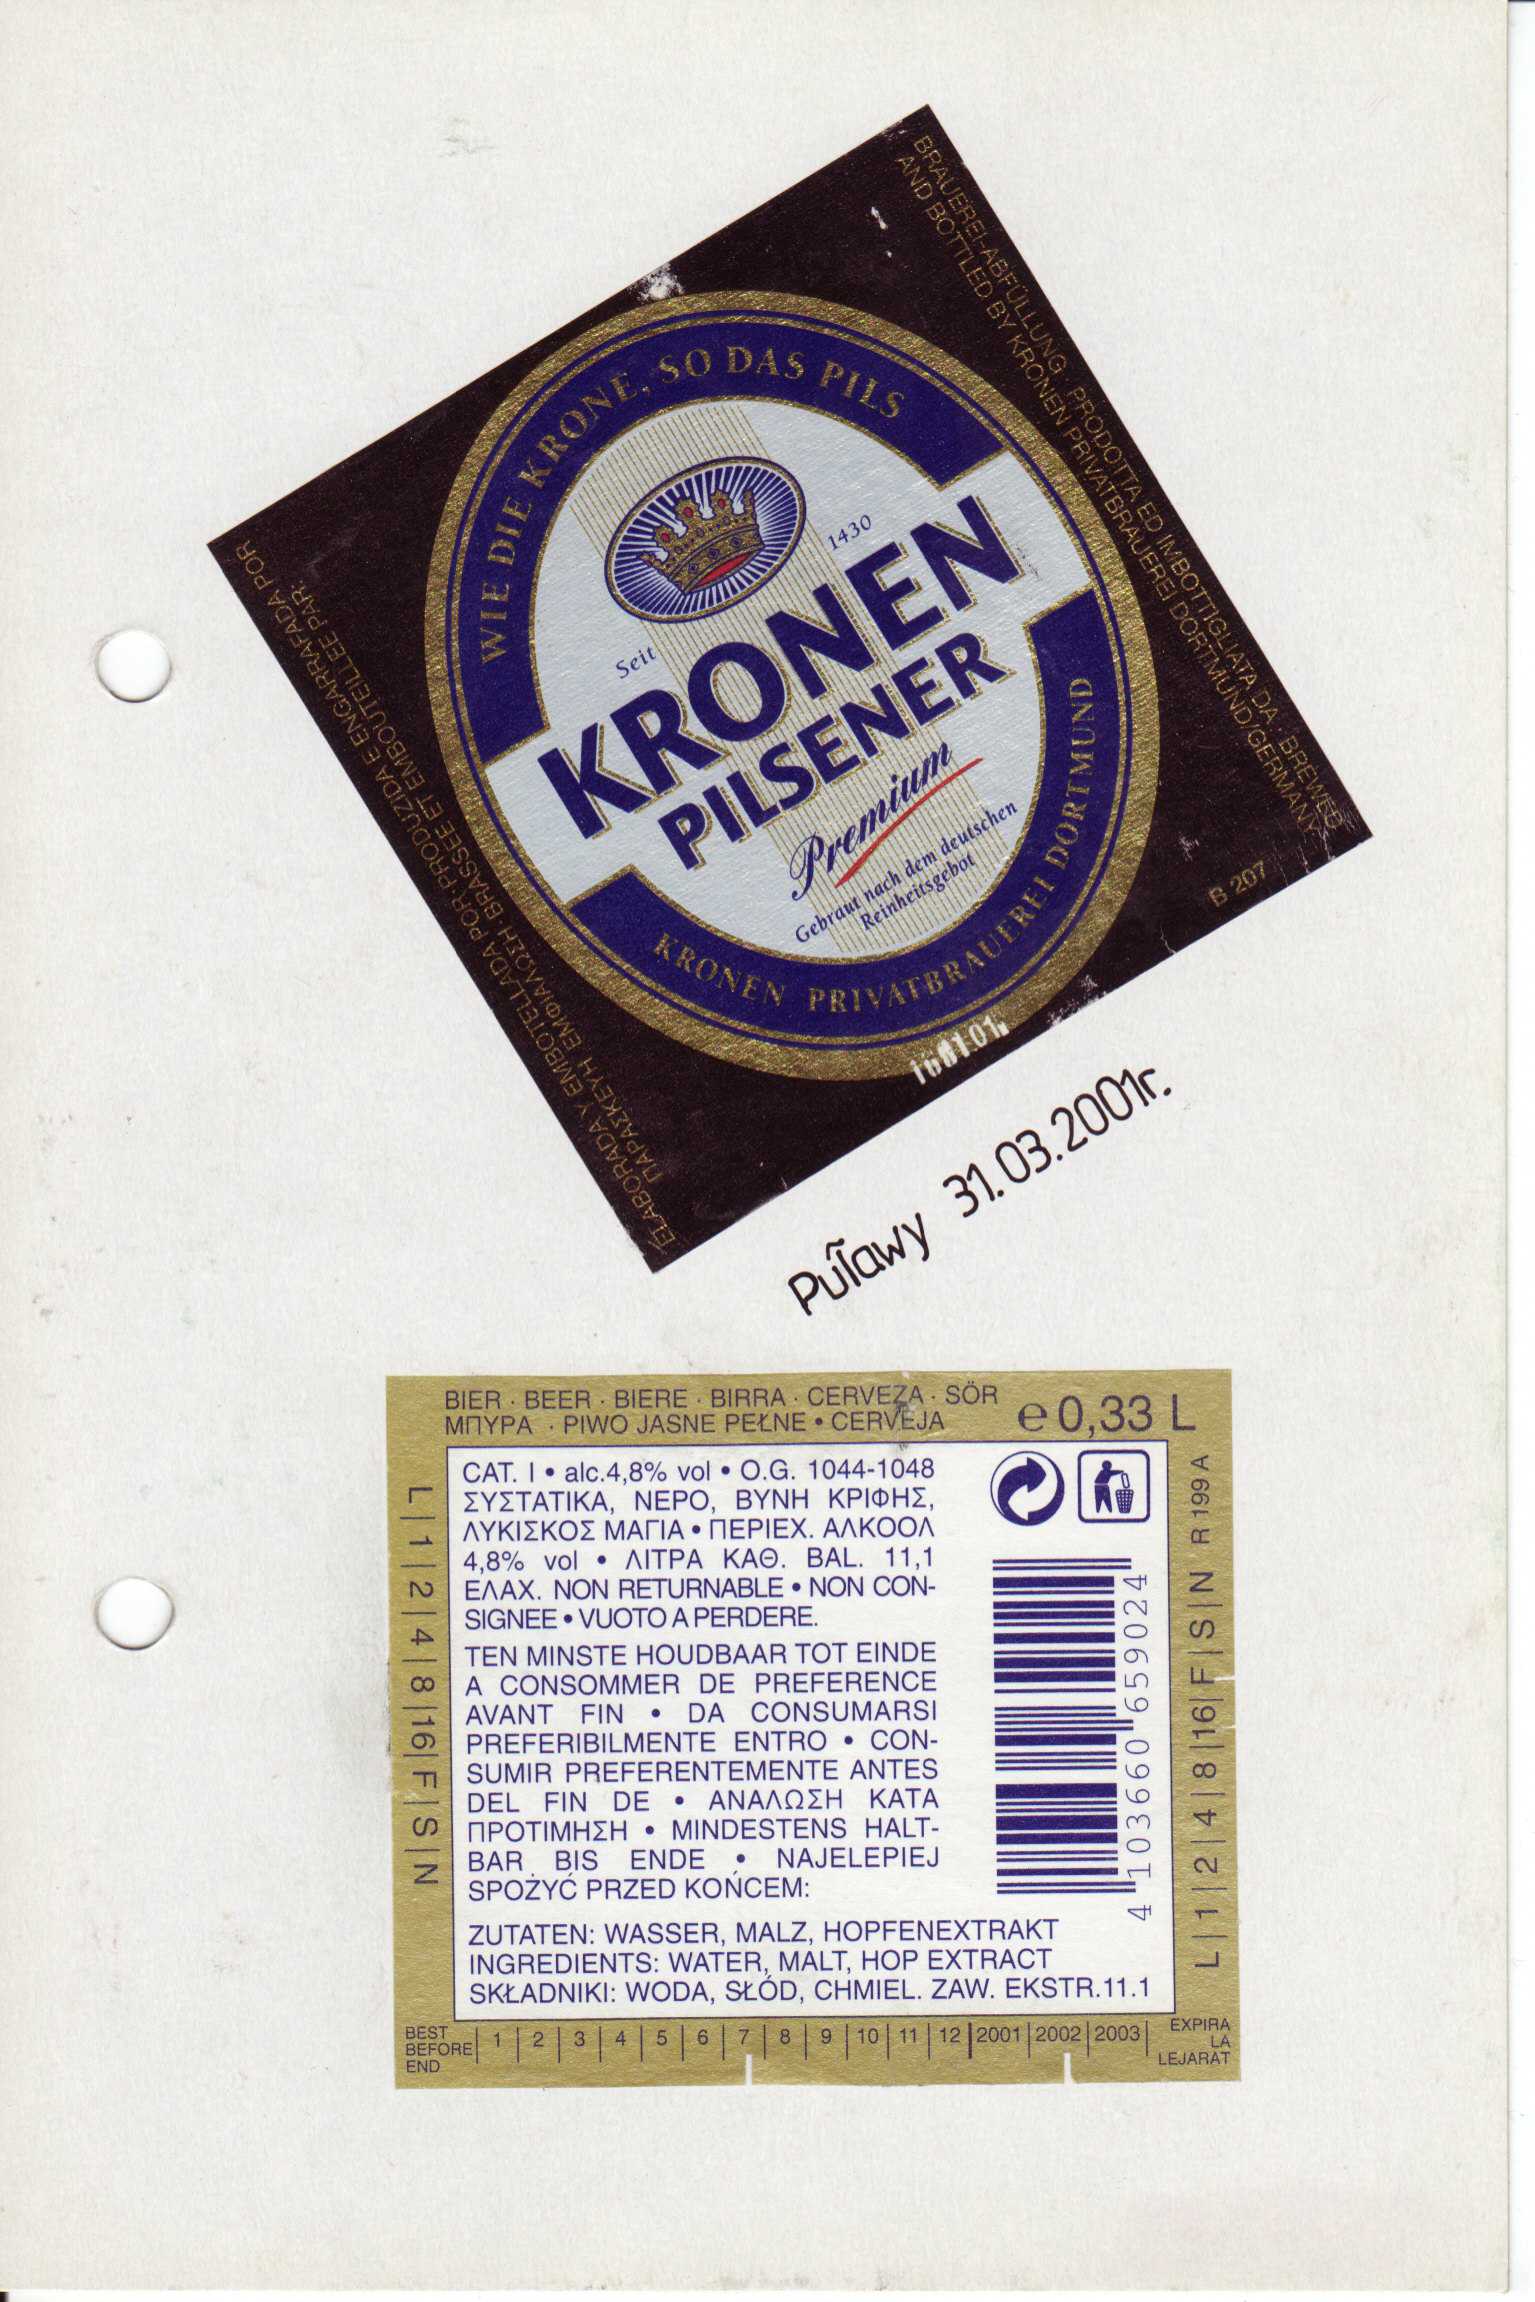 BRAUEREI-ABFÜLLUNG · PRODOTTA ED IMBOTTIGLIATA DA · BREWED
AND BOTTLED BY KRONEN PRIVATBRAUEREI DORTMUND/GERMANY
WIE DIE KRONE, SO DAS PILS
Seit 1430
KRONEN
PILSENER
Premium
Gebraut nach dem deutschen
Reinheitsgebot
KRONEN PRIVATBRAUEREI DORTMUND
B 207
ELABORADA Y EMBOTELLADA POR · PRODUZIDA E ENGARRAFADA POR
ΠΑΡΑΣΚΕΥΗ ΕΜΦΙΑΛΩΣΗ · BRASSEE ET EMBOUTEILLEE PAR:
Puławy 31.03.2001r.
BIER · BEER · BIERE · BIRRA · CERVEZA · SÖR
ΜΠΥΡΑ · PIWO JASNE PEŁNE • CERVEJA
e 0,33 L
CAT. I • alc.4,8% vol • O.G. 1044-1048
ΣΥΣΤΑΤΙΚΑ, ΝΕΡΟ, ΒΥΝΗ ΚΡΙΦΗΣ,
ΛΥΚΙΣΚΟΣ ΜΑΓΙΑ • ΠΕΡΙΕΧ. ΑΛΚΟΟΛ
4,8% vol • ΛΙΤΡΑ ΚΑΘ. BAL. 11,1
ΕΛΑΧ. NON RETURNABLE • NON CON-
SIGNEE • VUOTO A PERDERE.
TEN MINSTE HOUDBAAR TOT EINDE
A CONSOMMER DE PREFERENCE
AVANT FIN • DA CONSUMARSI
PREFERIBILMENTE ENTRO • CON-
SUMIR PREFERENTEMENTE ANTES
DEL FIN DE • ΑΝΑΛΩΣΗ ΚΑΤΑ
ΠΡΟΤΙΜΗΣΗ • MINDESTENS HALT-
BAR BIS ENDE • NAJELEPIEJ
SPOŻYĆ PRZED KOŃCEM:
ZUTATEN: WASSER, MALZ, HOPFENEXTRAKT
INGREDIENTS: WATER, MALT, HOP EXTRACT
SKŁADNIKI: WODA, SŁÓD, CHMIEL. ZAW. EKSTR.11.1
L|1|2|4|8|16|F|S|N
4 103660 659024
L|1|2|4|8|16|F|S|N R 199 A
BEST BEFORE END | 1 | 2 | 3 | 4 | 5 | 6 | 7 | 8 | 9 | 10 | 11 | 12 | 2001 | 2002 | 2003 | EXPIRA LA LEJARAT